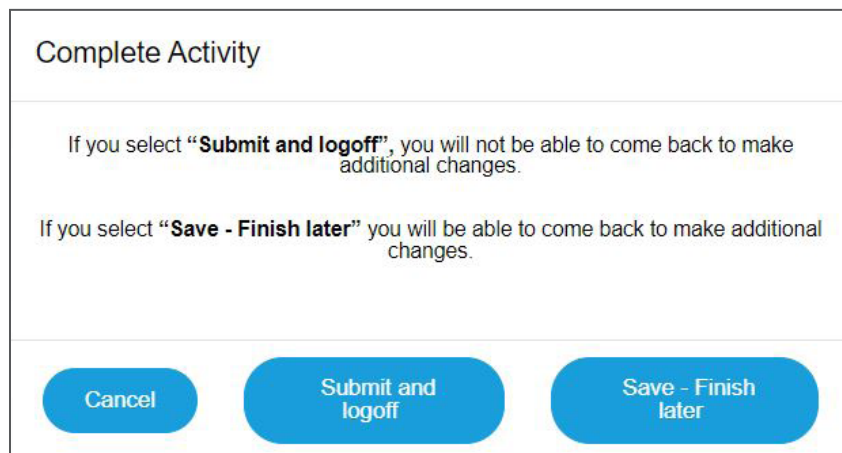 Complete Activity
If you select “Submit and logoff”, you will not be able to come back to make
additional changes.
If you select “Save - Finish later” you will be able to come back to make additional
changes.
Cancel
Submit and
logoff
Save - Finish
later